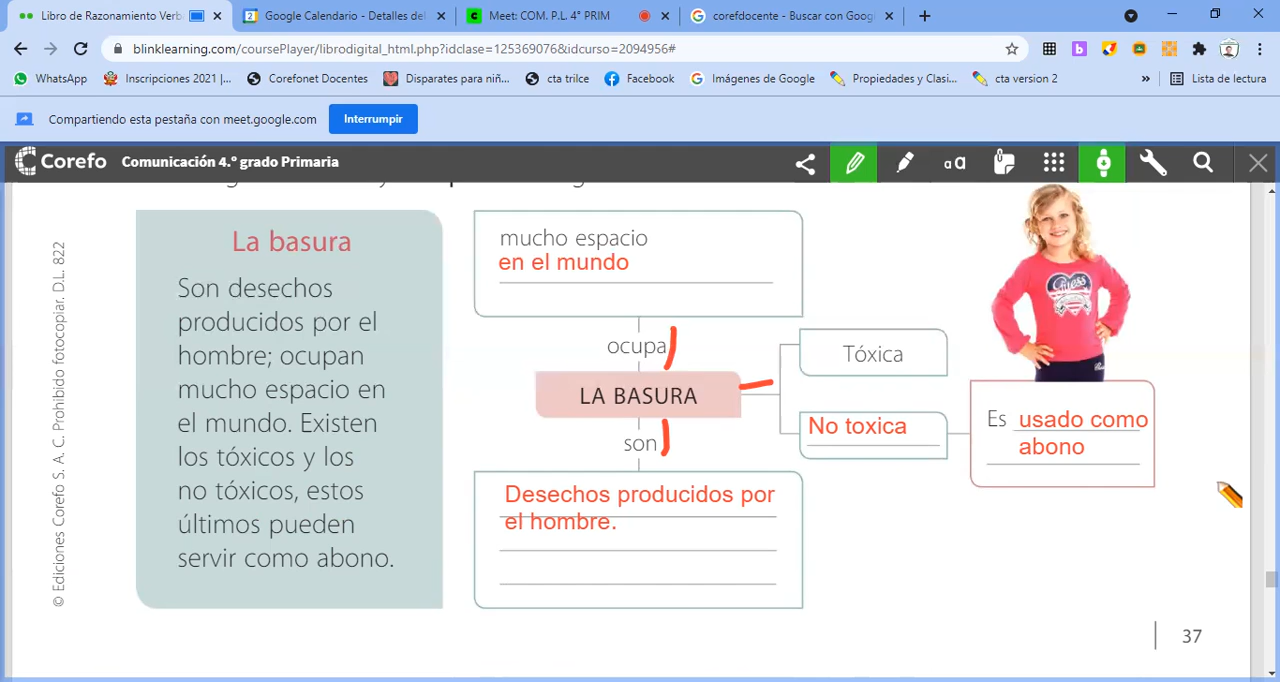 Libro de Razonamiento Verb
Google Calendario - Detalles del
Meet: COM. P.L. 4° PRIM
corefdocente - Buscar con Goog
blinklearning.com/coursePlayer/librodigital_html.php?idclase=125369076&idcurso=2094956#
WhatsApp
Inscripciones 2021 |...
Corefonet Docentes
Disparates para niñ...
cta trilce
Facebook
Imágenes de Google
Propiedades y Clasi...
cta version 2
»
Lista de lectura
Compartiendo esta pestaña con meet.google.com
Interrumpir
Corefo
Comunicación 4.° grado Primaria
aA
© Ediciones Corefo S. A. C. Prohibido fotocopiar. D.L. 822
La basura
Son desechos
producidos por el
hombre; ocupan
mucho espacio en
el mundo. Existen
los tóxicos y los
no tóxicos, estos
últimos pueden
servir como abono.
mucho espacio
en el mundo
ocupa
LA BASURA
son
Desechos producidos por
el hombre.
Tóxica
No toxica
Es usado como
abono
Guess
37